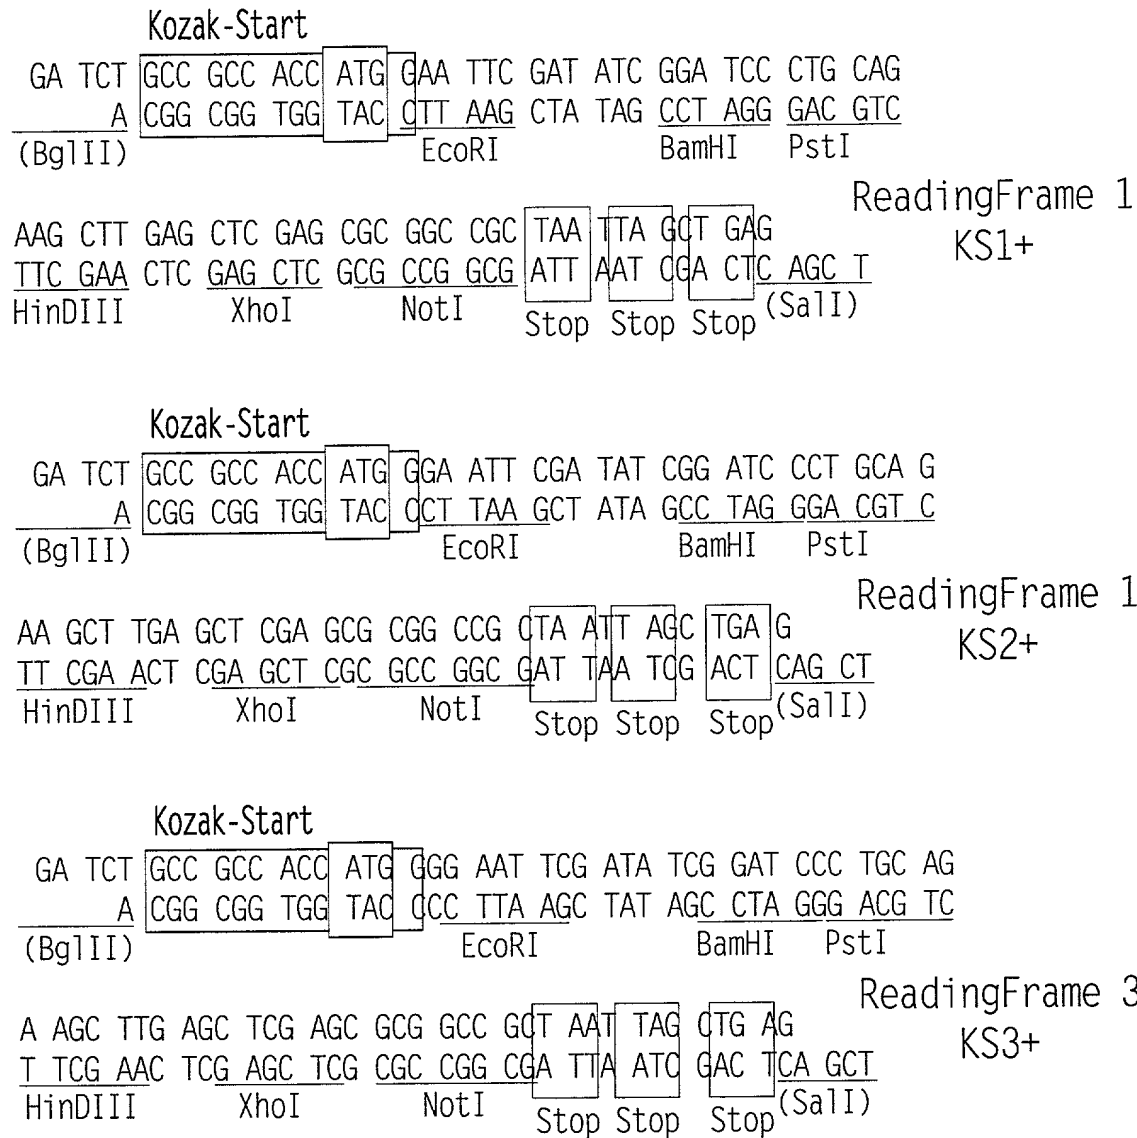 Kozak-Start
GA TCT GCC GCC ACC ATG GAA TTC GAT ATC GGA TCC CTG CAG
A CGG CGG TGG TAC CTT AAG CTA TAG CCT AGG GAC GTC
(BglII) EcoRI BamHI PstI
ReadingFrame 1
KS1+
AAG CTT GAG CTC GAG CGC GGC CGC TAA TTA GCT GAG
TTC GAA CTC GAG CTC GCG CCG GCG ATT AAT CGA CTC AGC T
HinDIII XhoI NotI Stop Stop Stop (SalI)
Kozak-Start
GA TCT GCC GCC ACC ATG GGA ATT CGA TAT CGG ATC CCT GCA G
A CGG CGG TGG TAC CCT TAA GCT ATA GCC TAG GGA CGT C
(BglII) EcoRI BamHI PstI
ReadingFrame 1
KS2+
AA GCT TGA GCT CGA GCG CGG CCG CTA ATT AGC TGA G
TT CGA ACT CGA GCT CGC GCC GGC GAT TAA TCG ACT CAG CT
HinDIII XhoI NotI Stop Stop Stop (SalI)
Kozak-Start
GA TCT GCC GCC ACC ATG GGG AAT TCG ATA TCG GAT CCC TGC AG
A CGG CGG TGG TAC CCC TTA AGC TAT AGC CTA GGG ACG TC
(BglII) EcoRI BamHI PstI
ReadingFrame 3
KS3+
A AGC TTG AGC TCG AGC GCG GCC GCT AAT TAG CTG AG
T TCG AAC TCG AGC TCG CGC CGG CGA TTA ATC GAC TCA GCT
HinDIII XhoI NotI Stop Stop Stop (SalI)